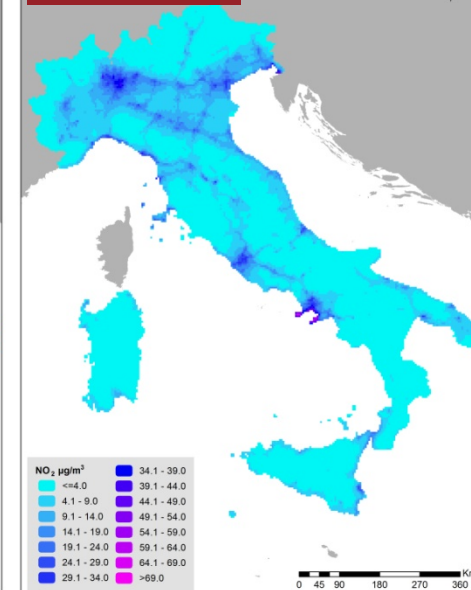 NO₂ µg/m³
<=4.0
4.1 - 9.0
9.1 - 14.0
14.1 - 19.0
19.1 - 24.0
24.1 - 29.0
29.1 - 34.0
34.1 - 39.0
39.1 - 44.0
44.1 - 49.0
49.1 - 54.0
54.1 - 59.0
59.1 - 64.0
64.1 - 69.0
>69.0
Km
0 45 90 180 270 360